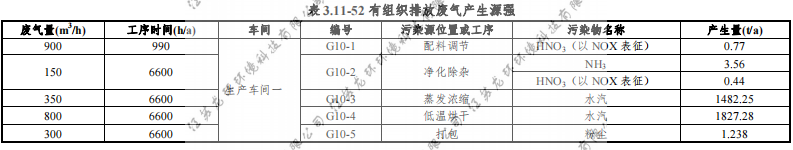 表 3.11-52 有组织排放废气产生源强
废气量(m³/h) 工序时间(h/a) 车间 编号 污染源位置或工序 污染物名称 产生量(t/a)
900 990 生产车间一 G10-1 配料调节 HNO₃（以 NOX 表征） 0.77
150 6600 G10-2 净化除杂 NH₃ 3.56
HNO₃（以 NOX 表征） 0.44
350 6600 G10-3 蒸发浓缩 水汽 1482.25
800 6600 G10-4 低温烘干 水汽 1827.28
300 6600 G10-5 打包 粉尘 1.238